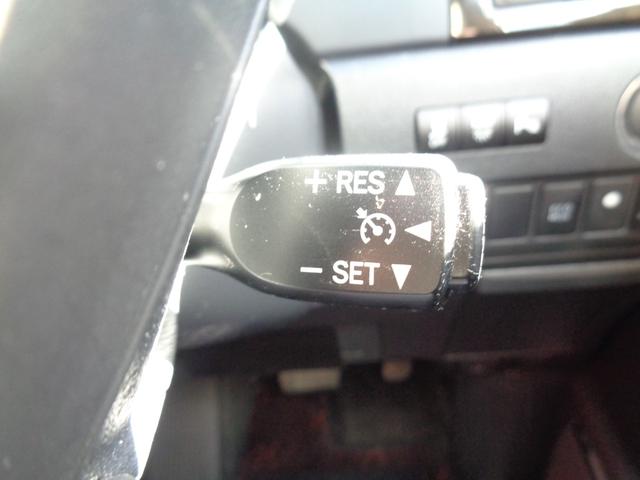 + RES
− SET